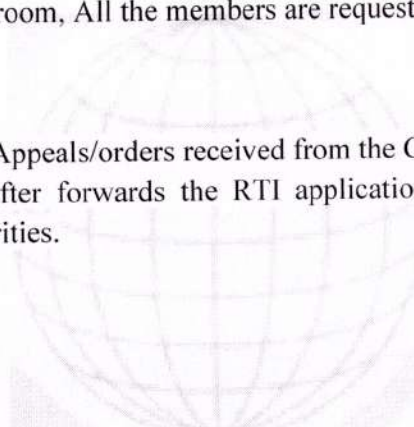 room, All the members are request
Appeals/orders received from the C
fter forwards the RTI applicatio
rities.